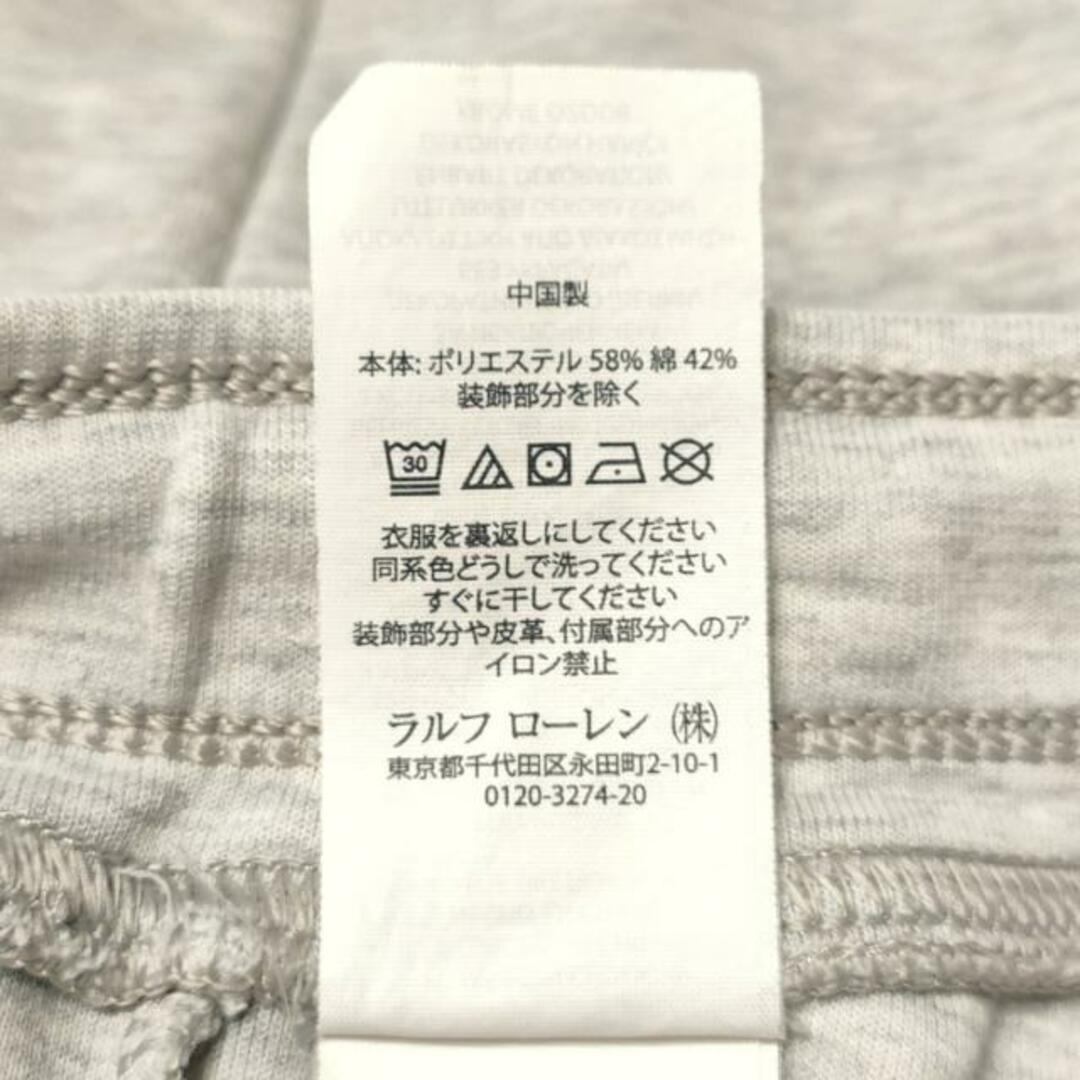 中国製
本体: ポリエステル 58% 綿 42%
装飾部分を除く
30
衣服を裏返しにしてください
同系色どうしで洗ってください
すぐに干してください
装飾部分や皮革、付属部分へのア
イロン禁止
ラルフ ローレン (株)
東京都千代田区永田町2-10-1
0120-3274-20